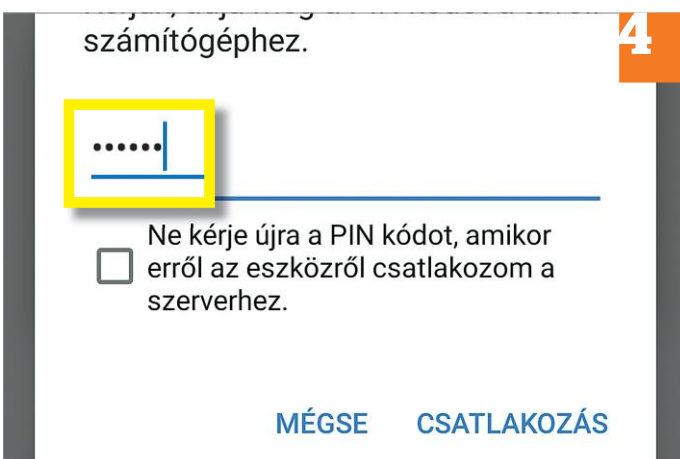 számítógéphez.
4
••••••
Ne kérje újra a PIN kódot, amikor
erről az eszközről csatlakozom a
szerverhez.
MÉGSE CSATLAKOZÁS